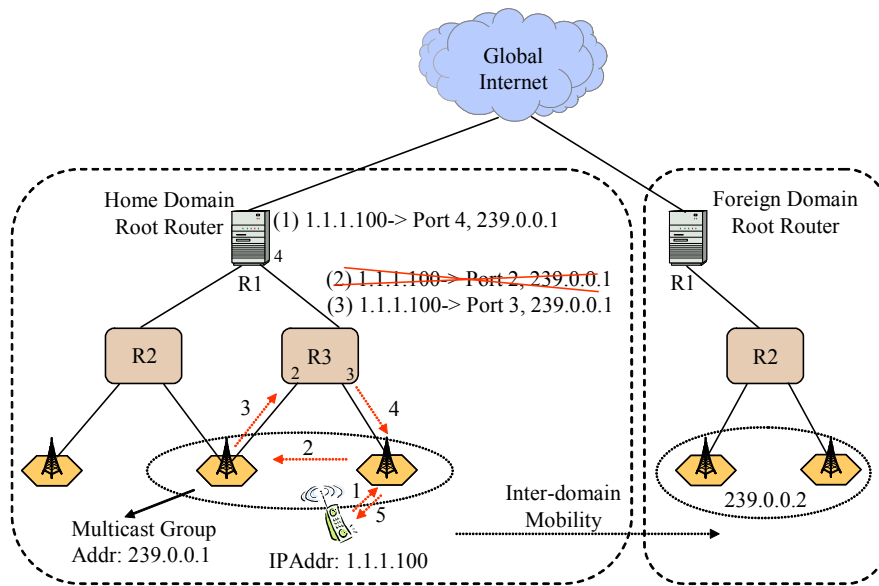 Global
Internet
Home Domain
Root Router
(1) 1.1.1.100-> Port 4, 239.0.0.1
4
R1
(2) 1.1.1.100-> Port 2, 239.0.0.1
(3) 1.1.1.100-> Port 3, 239.0.0.1
Foreign Domain
Root Router
R1
R2
R3
2
3
R2
3
4
2
1
5
Multicast Group
Addr: 239.0.0.1
IPAddr: 1.1.1.100
Inter-domain
Mobility
239.0.0.2